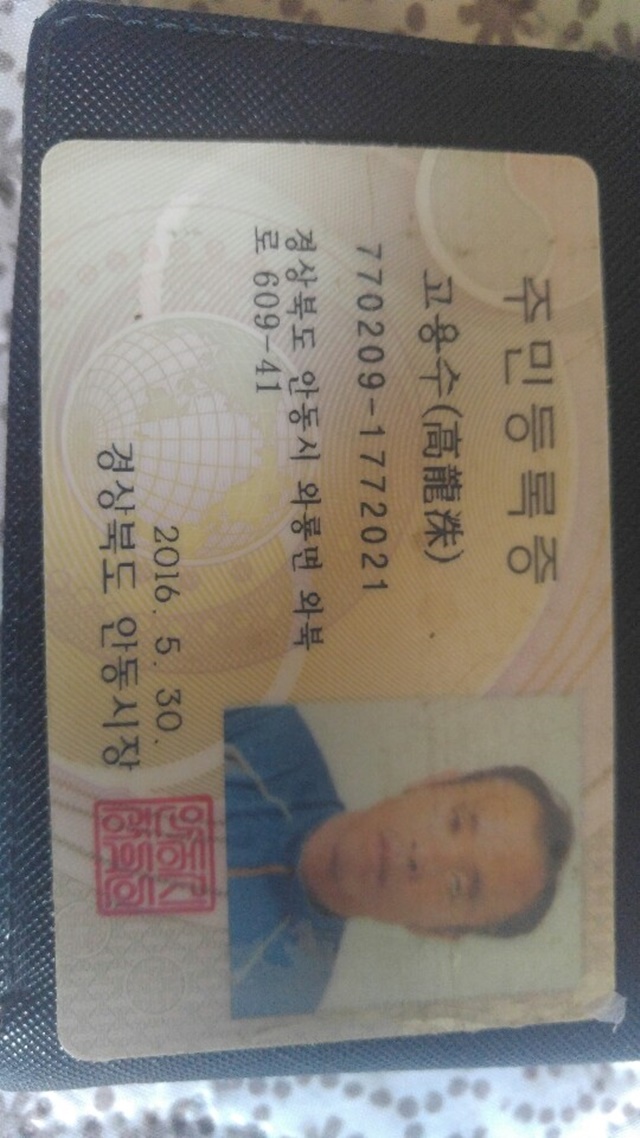 주민등록증
고용수(高龍洙)
770209-1772021
경상북도 안동시 와룡면 와북
로 609-41
2016. 5. 30.
경상북도 안동시장